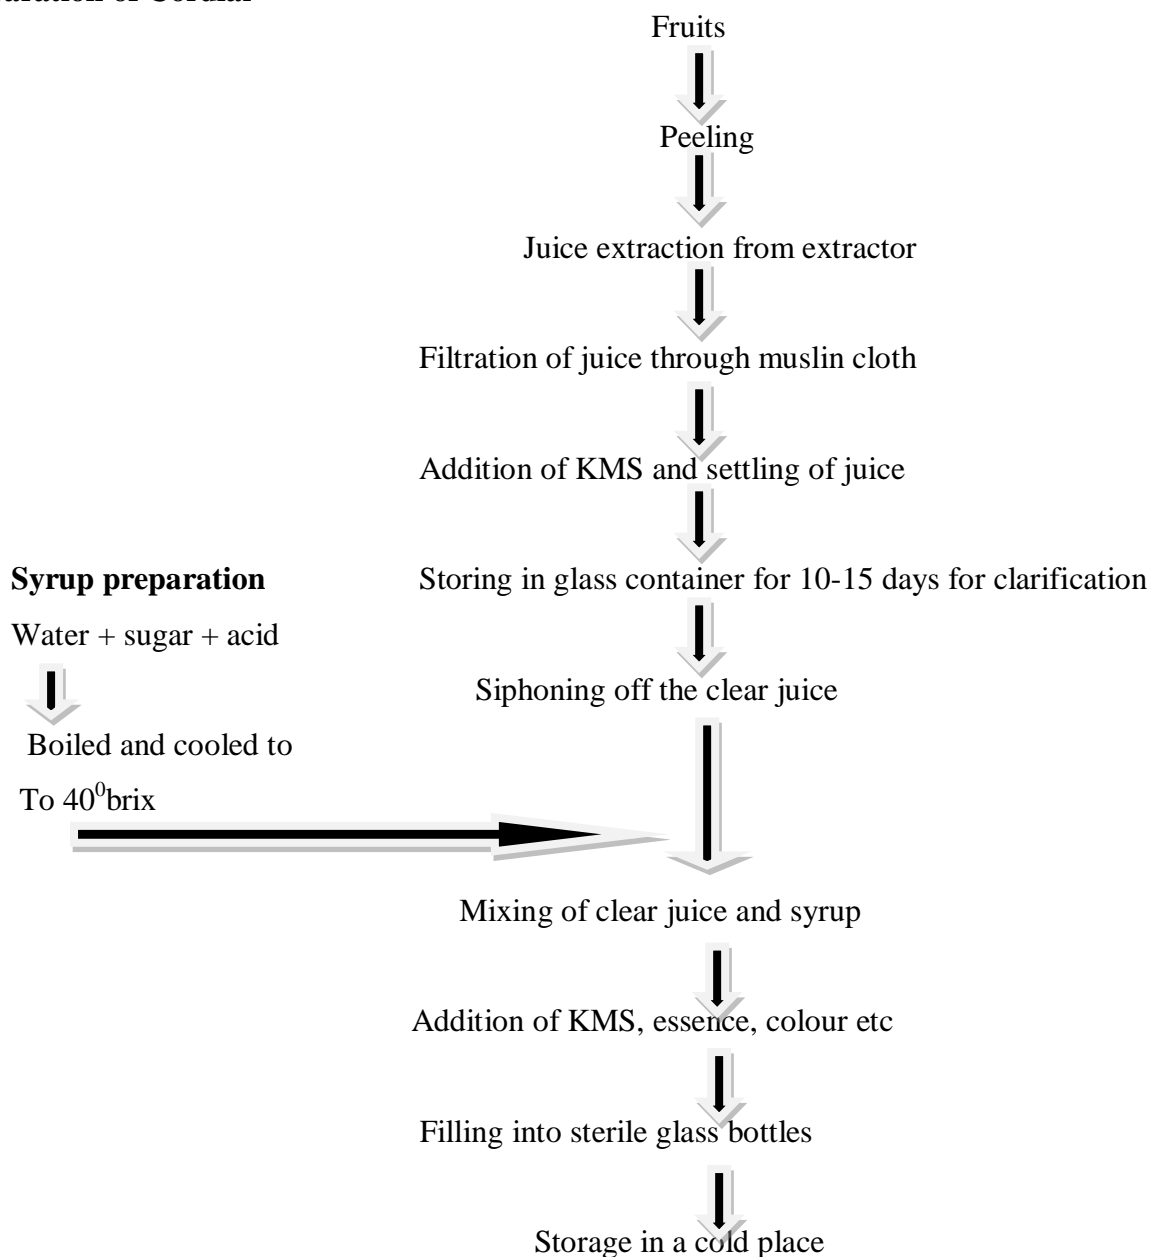 Fruits
Peeling
Juice extraction from extractor
Filtration of juice through muslin cloth
Addition of KMS and settling of juice
Storing in glass container for 10-15 days for clarification
Siphoning off the clear juice
Syrup preparation
Water + sugar + acid
Boiled and cooled to
To 40⁰brix
Mixing of clear juice and syrup
Addition of KMS, essence, colour etc
Filling into sterile glass bottles
Storage in a cold place